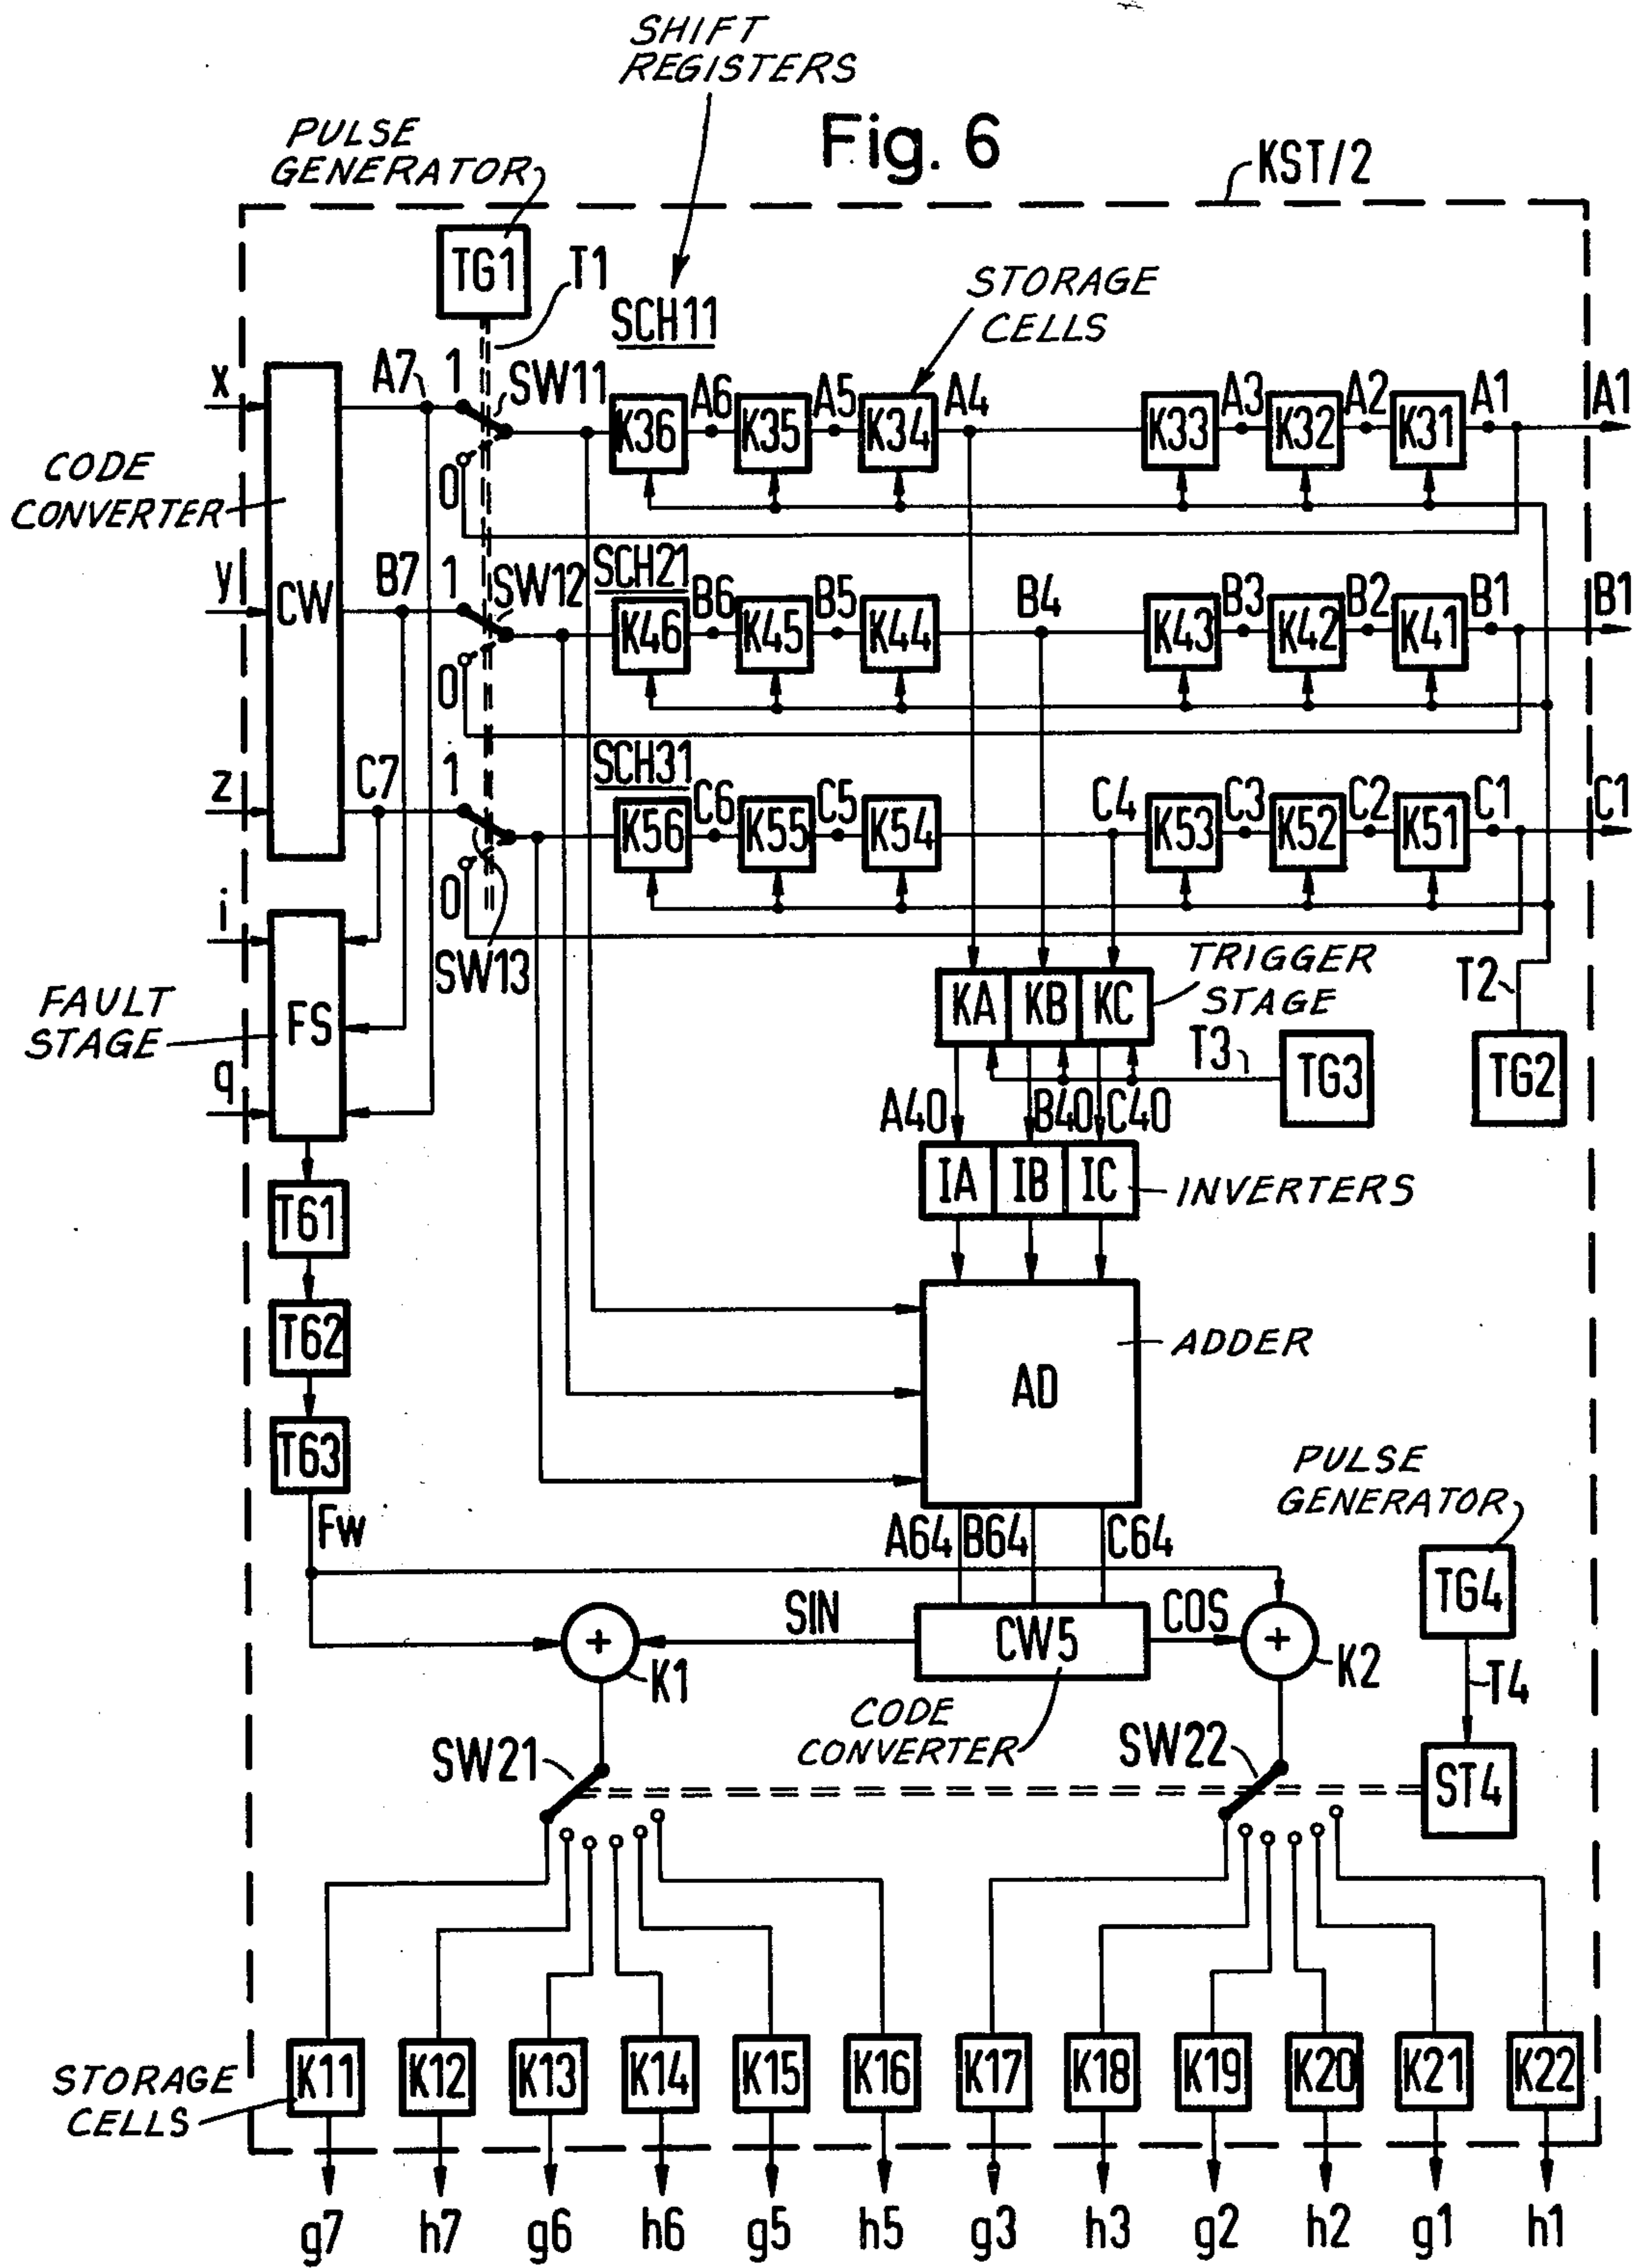 SHIFT
REGISTERS
Fig. 6
PULSE
GENERATOR
KST/2
TG1
T1
SCH11
STORAGE
CELLS
x
A7
1
SW11
K36
A6
K35
A5
K34
A4
K33
A3
K32
A2
K31
A1
A1
0
CODE
CONVERTER
CW
y
B7
1
SW12
SCH21
K46
B6
K45
B5
K44
B4
K43
B3
K42
B2
K41
B1
B1
0
z
C7
1
SCH31
K56
C6
K55
C5
K54
C4
K53
C3
K52
C2
K51
C1
C1
0
SW13
i
FAULT
STAGE
FS
q
KA
KB
KC
TRIGGER
STAGE
T3
TG3
T2
TG2
A40
B40
C40
IA
IB
IC
INVERTERS
T61
T62
T63
AD
ADDER
Fw
A64
B64
C64
PULSE
GENERATOR
TG4
SIN
CW5
COS
+
K1
+
K2
T4
CODE
CONVERTER
SW21
SW22
ST4
STORAGE
CELLS
K11
K12
K13
K14
K15
K16
K17
K18
K19
K20
K21
K22
g7
h7
g6
h6
g5
h5
g3
h3
g2
h2
g1
h1